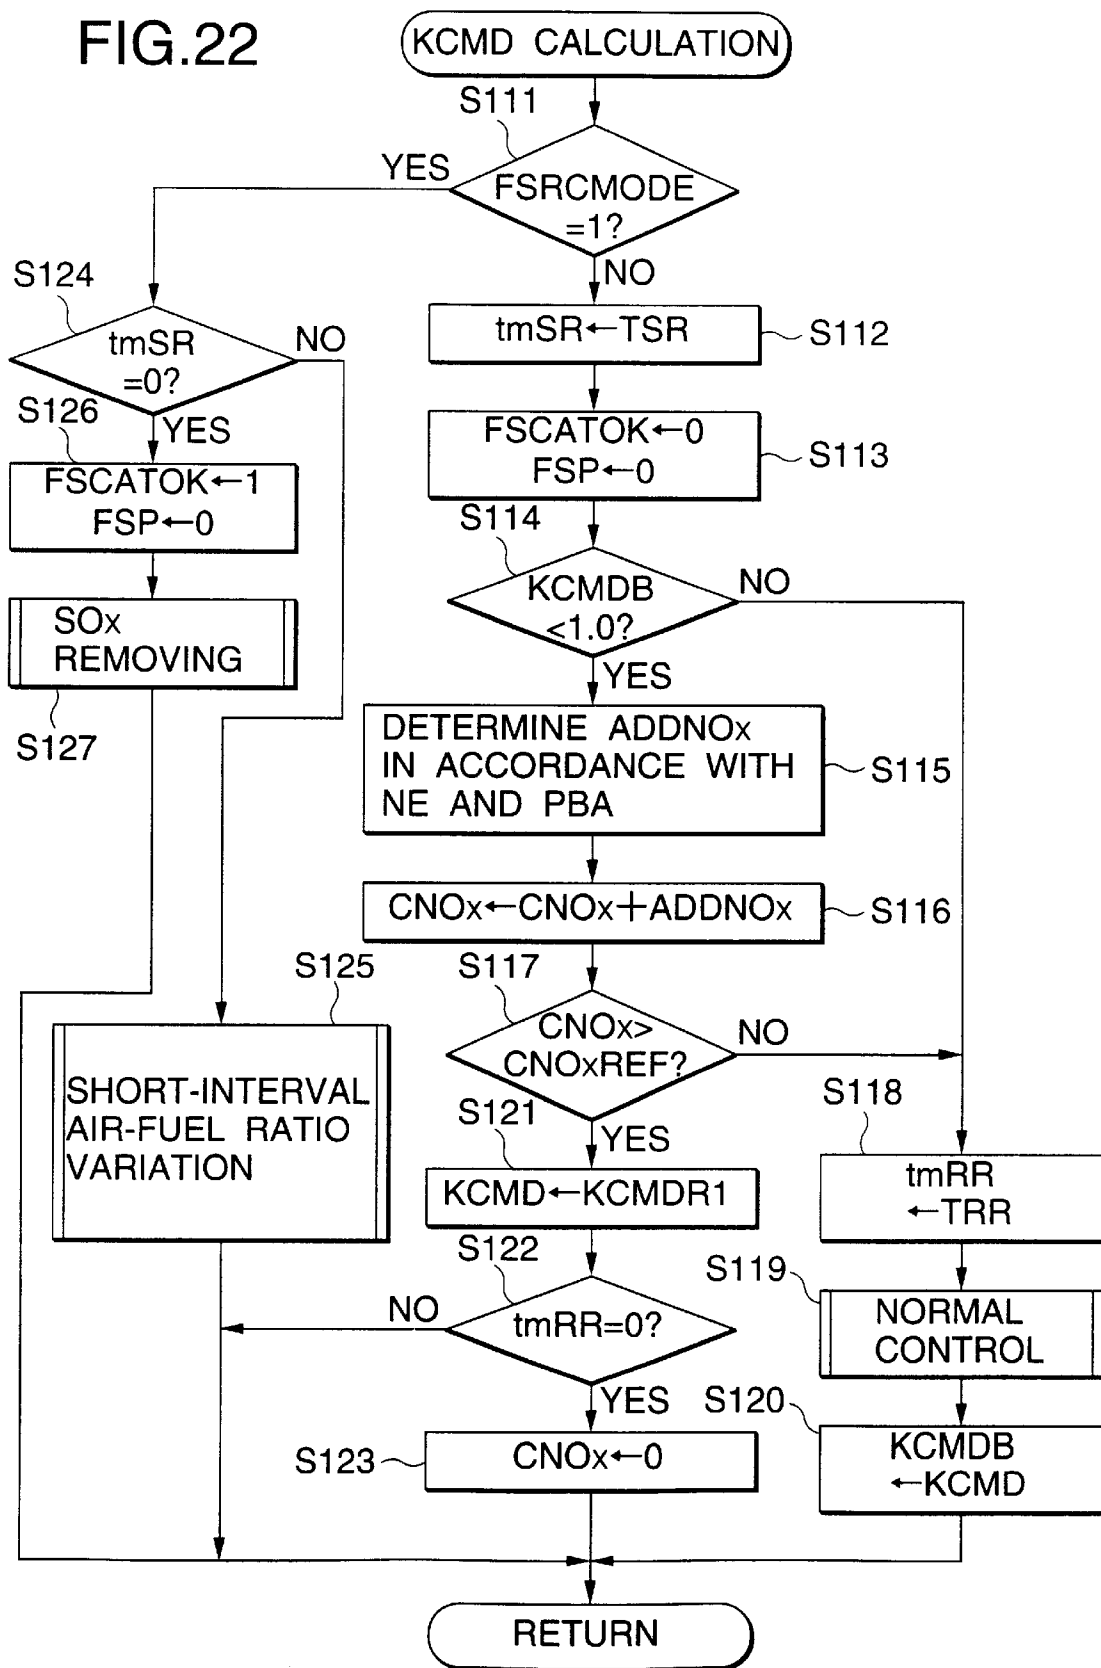 FIG.22
KCMD CALCULATION
S111
YES
FSRCMODE
=1?
NO
S124
tmSR
=0?
NO
YES
tmSR←TSR
S112
S126
FSCATOK←1
FSP←0
FSCATOK←0
FSP←0
S113
S114
KCMDB
<1.0?
NO
YES
SOx
REMOVING
S127
DETERMINE ADDNOx
IN ACCORDANCE WITH
NE AND PBA
S115
CNOx←CNOx+ADDNOx
S116
S117
CNOx>
CNOxREF?
NO
YES
S125
SHORT-INTERVAL
AIR-FUEL RATIO
VARIATION
S121
KCMD←KCMDR1
S118
tmRR
←TRR
S122
tmRR=0?
NO
YES
S119
NORMAL
CONTROL
S123
CNOx←0
S120
KCMDB
←KCMD
RETURN